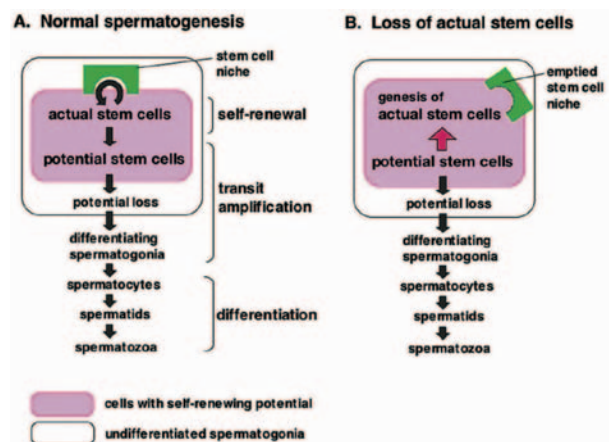 A. Normal spermatogenesis
stem cell
niche
actual stem cells
self-renewal
potential stem cells
potential loss
transit
amplification
differentiating
spermatogonia
spermatocytes
spermatids
differentiation
spermatozoa
B. Loss of actual stem cells
emptied
stem cell
niche
genesis of
actual stem cells
potential stem cells
potential loss
differentiating
spermatogonia
spermatocytes
spermatids
spermatozoa
cells with self-renewing potential
undifferentiated spermatogonia